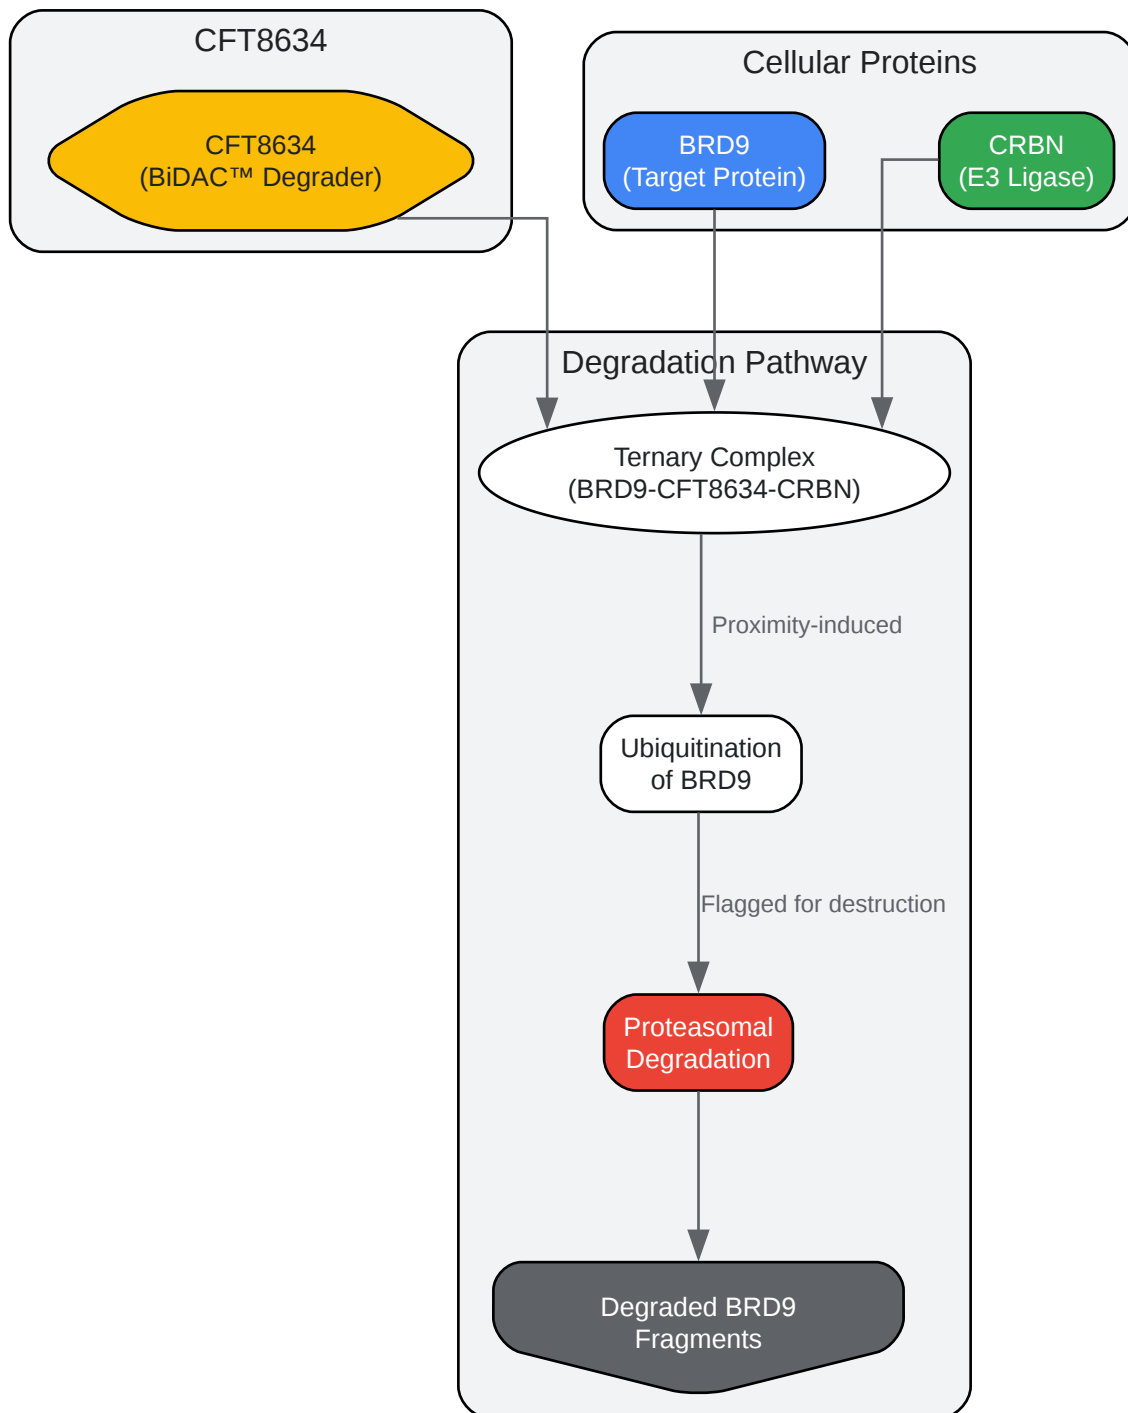 CFT8634
CFT8634
(BiDAC™ Degrader)
Cellular Proteins
BRD9
(Target Protein)
CRBN
(E3 Ligase)
Degradation Pathway
Ternary Complex
(BRD9-CFT8634-CRBN)
Proximity-induced
Ubiquitination
of BRD9
Flagged for destruction
Proteasomal
Degradation
Degraded BRD9
Fragments